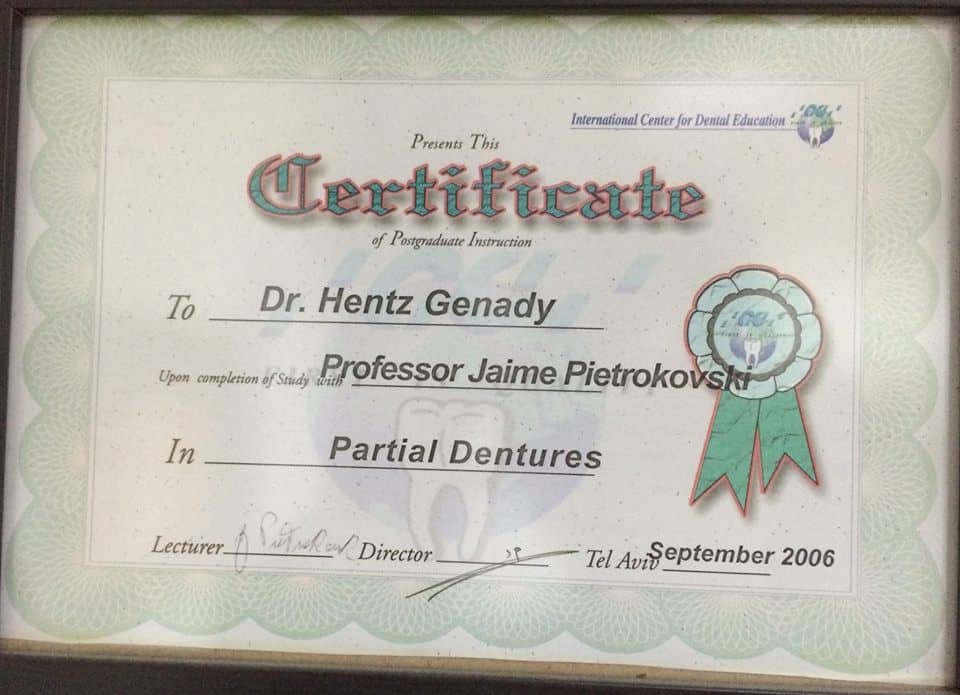 International Center for Dental Education
Presents This
Certificate
of Postgraduate Instruction
To Dr. Hentz Genady
Upon completion of Study with Professor Jaime Pietrokovski
In Partial Dentures
Lecturer Director Tel Aviv September 2006